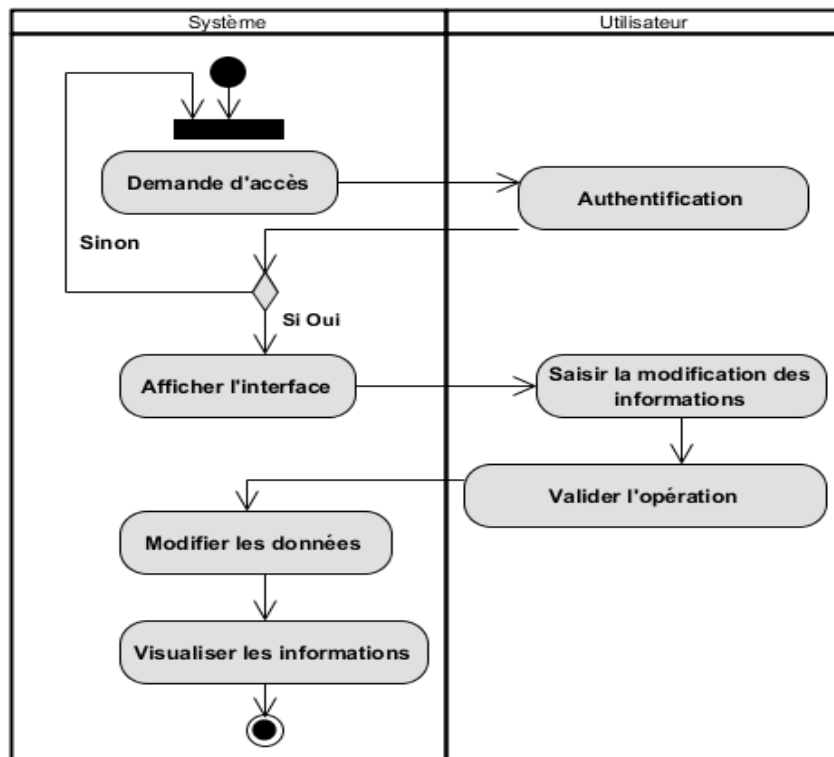 Système
Utilisateur
Demande d'accès
Authentification
Sinon
Si Oui
Afficher l'interface
Saisir la modification des
informations
Valider l'opération
Modifier les données
Visualiser les informations